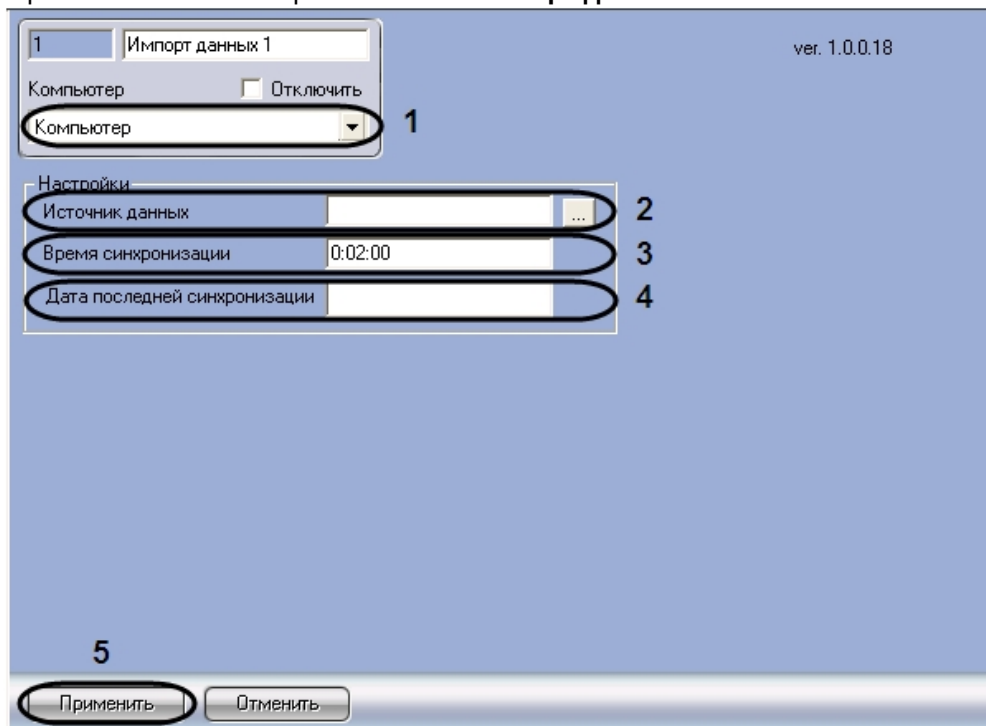 1 Импорт данных 1
ver. 1.0.0.18
Компьютер Отключить
Компьютер 1
Настройки
Источник данных ... 2
Время синхронизации 0:02:00 3
Дата последней синхронизации 4
5
Применить Отменить